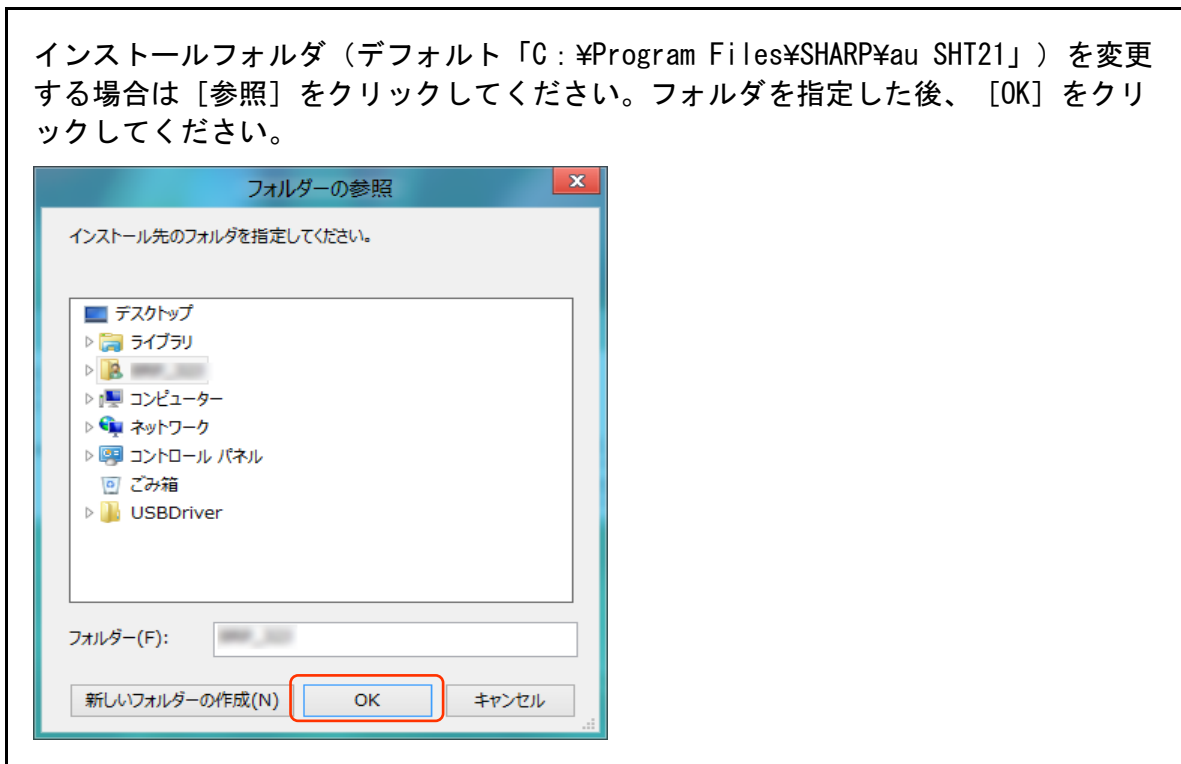 インストールフォルダ（デフォルト「C：¥Program Files¥SHARP¥au SHT21」）を変更
する場合は［参照］をクリックしてください。フォルダを指定した後、［OK］をクリ
ックしてください。
フォルダーの参照
インストール先のフォルダを指定してください。
デスクトップ
ライブラリ
コンピューター
ネットワーク
コントロール パネル
ごみ箱
USBDriver
フォルダー(F):
新しいフォルダーの作成(N)
OK
キャンセル